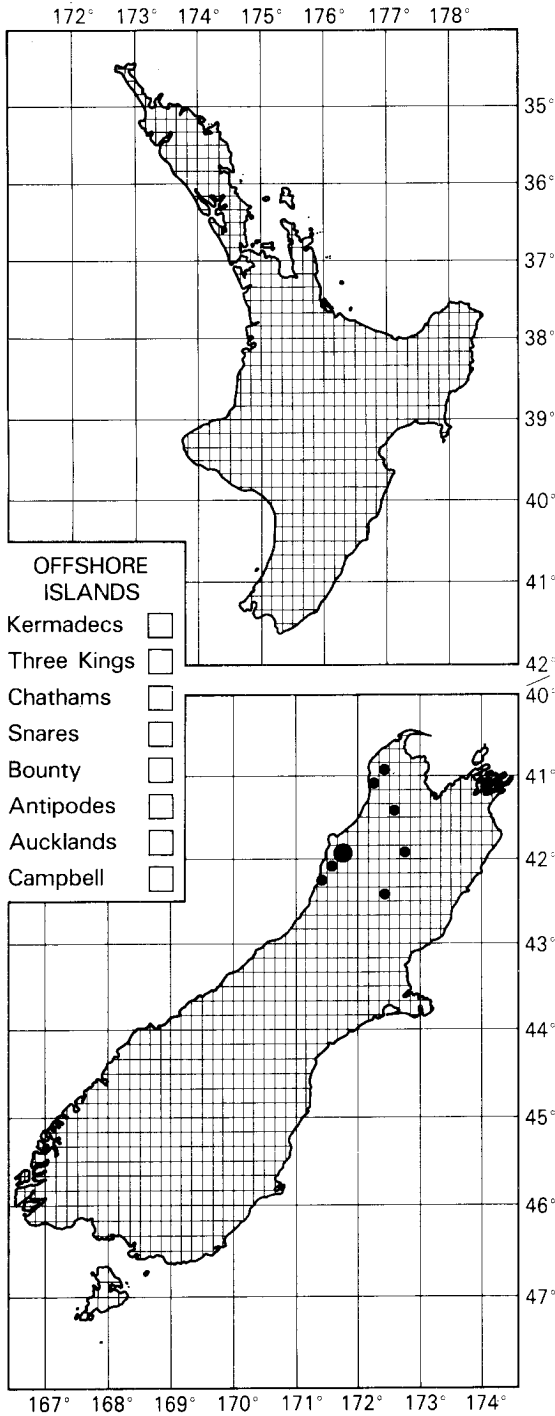 172° 173° 174° 175° 176° 177° 178°
35°
36°
37°
38°
39°
40°
41°
42°
OFFSHORE
ISLANDS
Kermadecs
Three Kings
Chathams
Snares
Bounty
Antipodes
Aucklands
Campbell
40°
41°
42°
43°
44°
45°
46°
47°
167° 168° 169° 170° 171° 172° 173° 174°